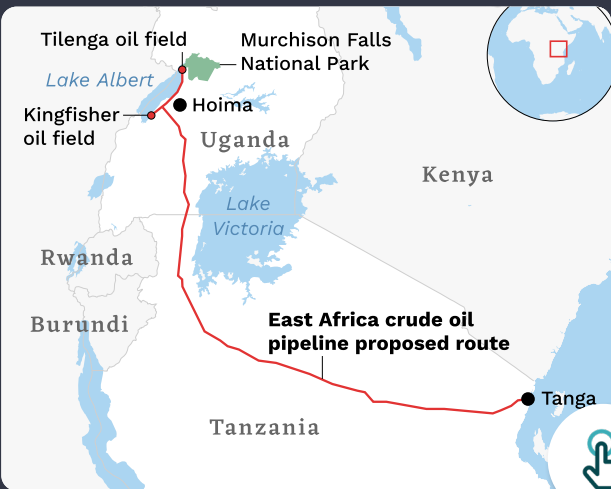 Tilenga oil field
Murchison Falls
National Park
Lake Albert
Kingfisher
oil field
Hoima
Uganda
Kenya
Lake
Victoria
Rwanda
Burundi
East Africa crude oil
pipeline proposed route
Tanga
Tanzania